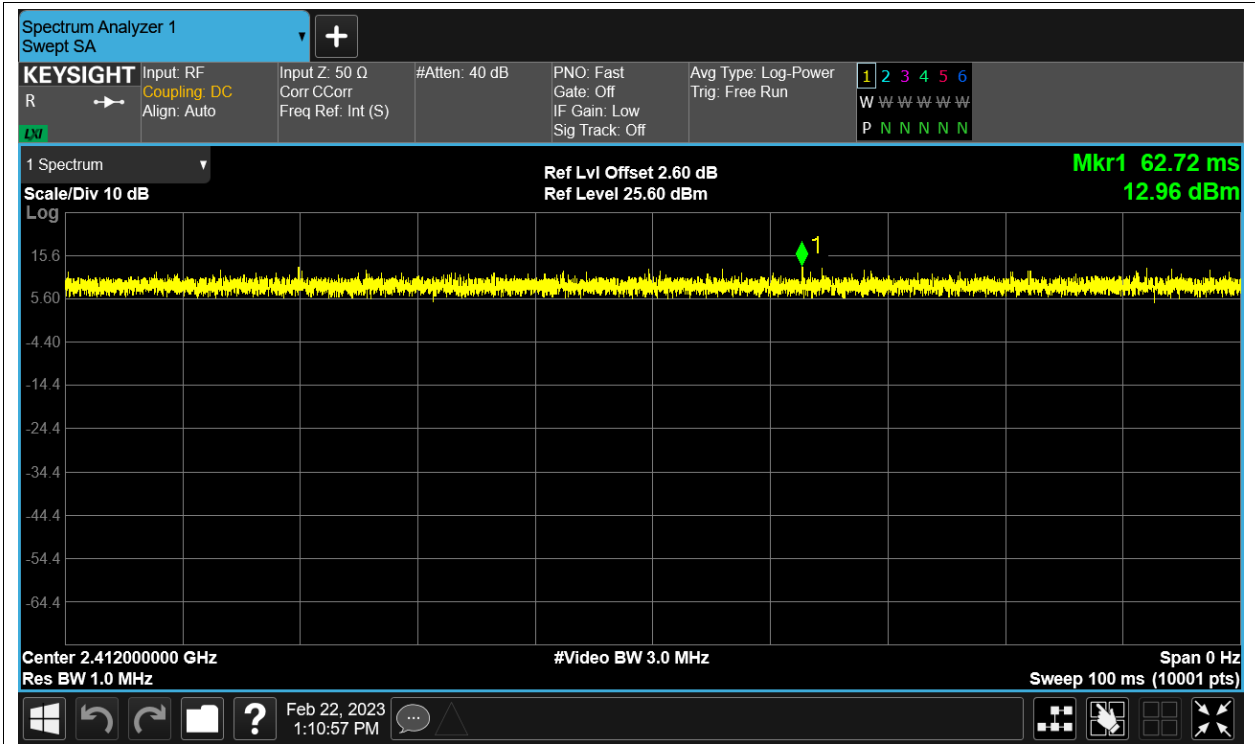 Spectrum Analyzer 1
Swept SA
+
KEYSIGHT
R
LXI
Input: RF
Coupling: DC
Align: Auto
Input Z: 50 Ω
Corr CCorr
Freq Ref: Int (S)
#Atten: 40 dB
PNO: Fast
Gate: Off
IF Gain: Low
Sig Track: Off
Avg Type: Log-Power
Trig: Free Run
1 2 3 4 5 6
W W W W W W
P N N N N N
1 Spectrum
Scale/Div 10 dB
Log
Ref Lvl Offset 2.60 dB
Ref Level 25.60 dBm
Mkr1 62.72 ms
12.96 dBm
1
15.6
5.60
-4.40
-14.4
-24.4
-34.4
-44.4
-54.4
-64.4
Center 2.412000000 GHz
Res BW 1.0 MHz
#Video BW 3.0 MHz
Span 0 Hz
Sweep 100 ms (10001 pts)
?
Feb 22, 2023
1:10:57 PM